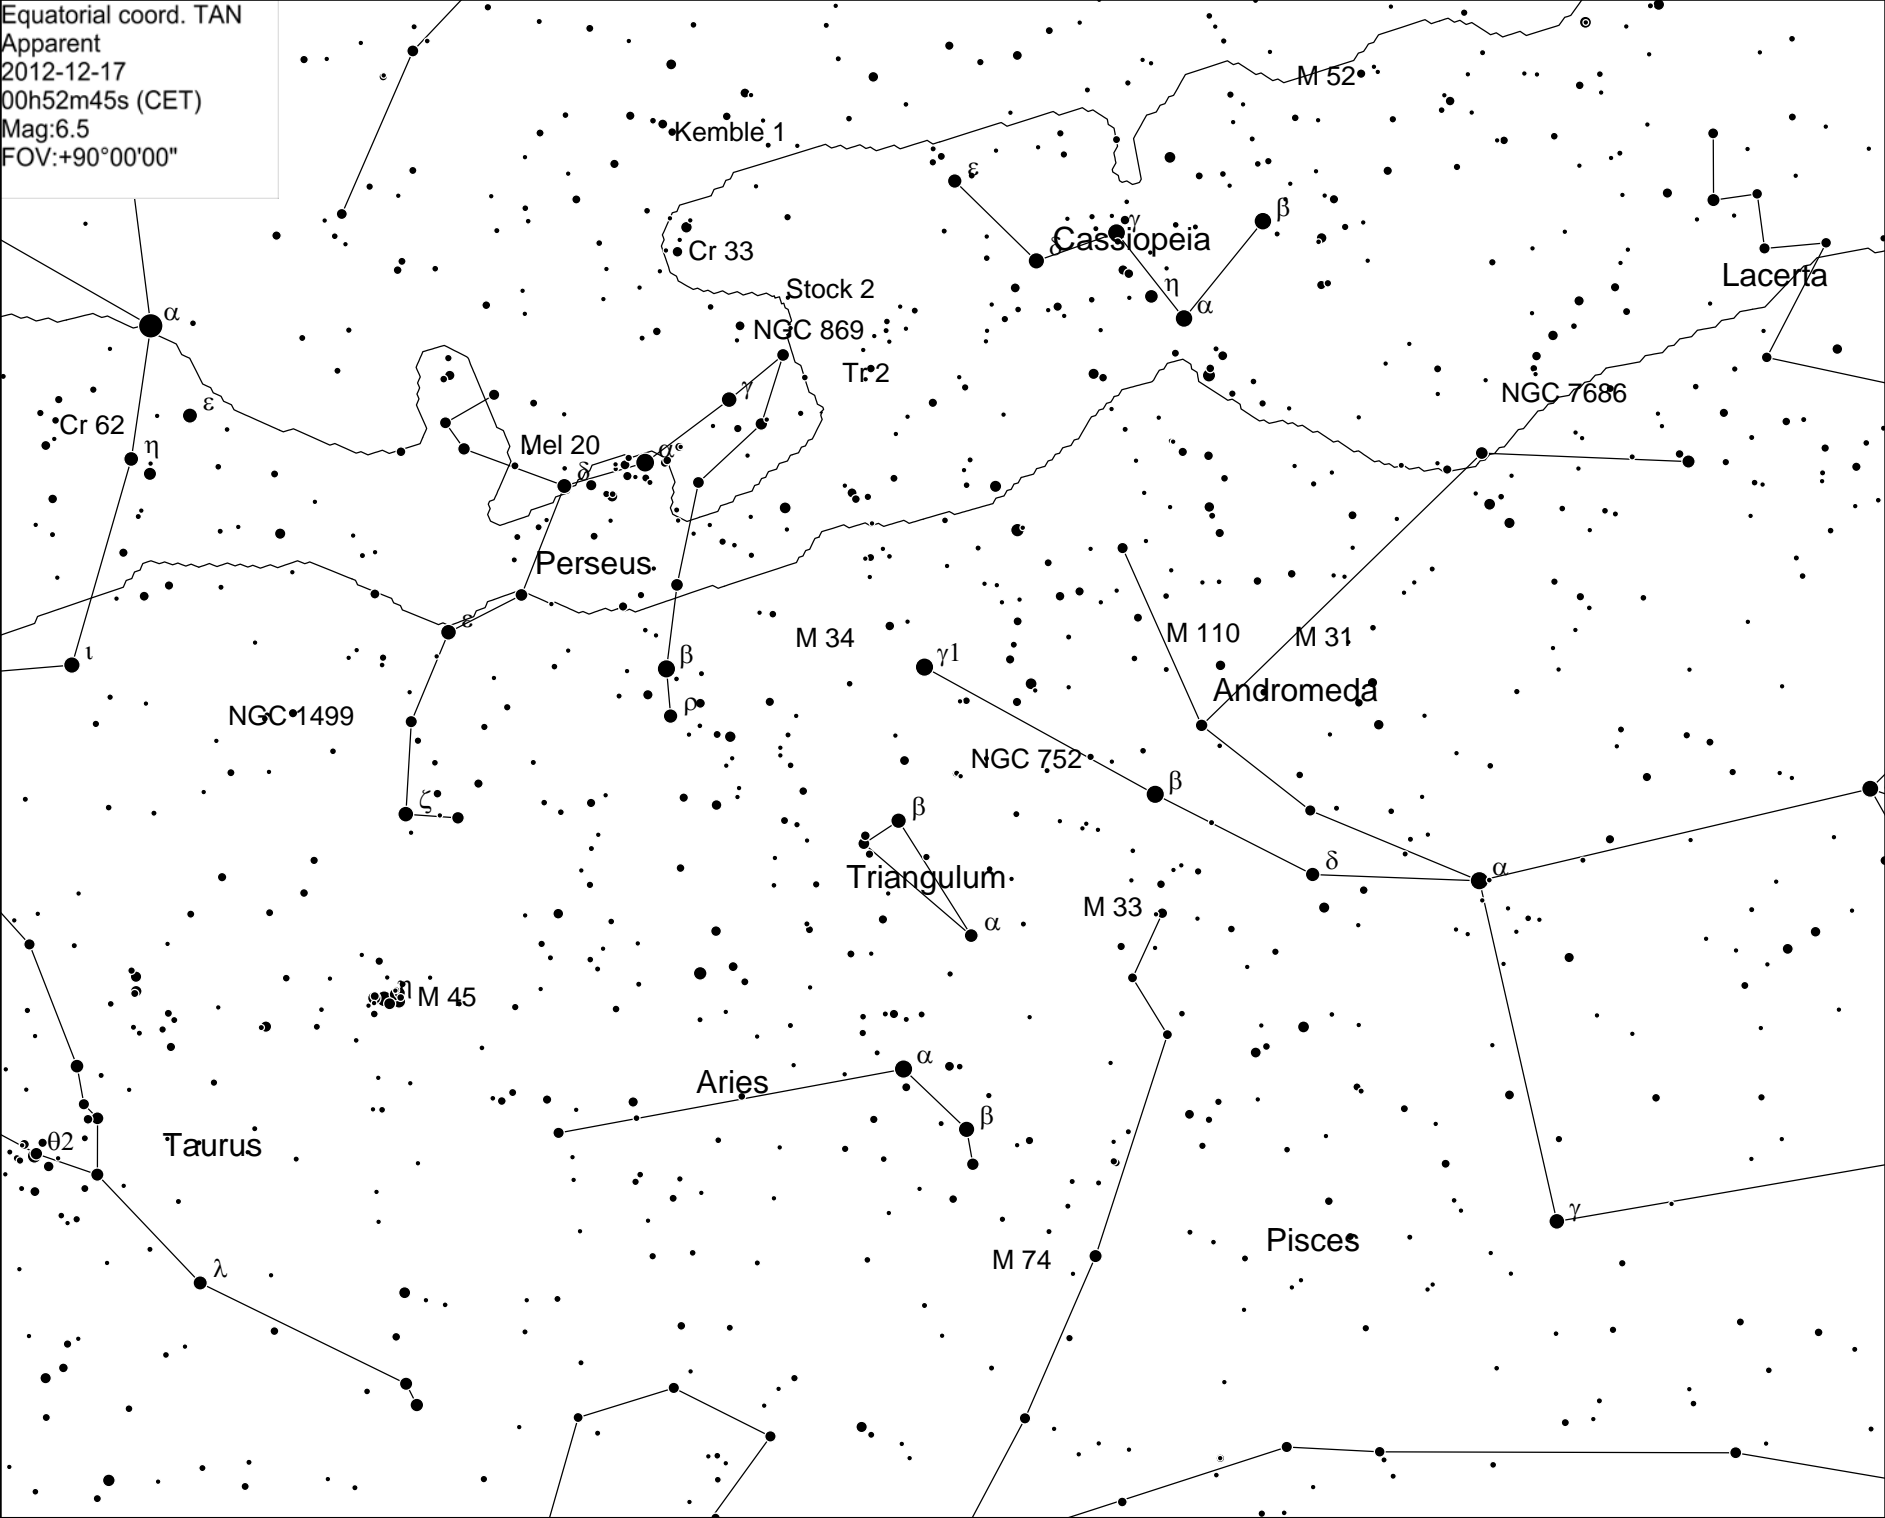 Equatorial coord. TAN
Apparent
2012-12-17
00h52m45s (CET)
Mag:6.5
FOV:+90°00'00"
M 52
Kemble 1
ε
β
γ
Cassiopeia
δ
Cr 33
Lacerta
η
Stock 2
α
α
NGC 869
Tr 2
γ
NGC 7686
ε
Cr 62
η
Mel 20
α
δ
Perseus
ε
M 34
M 110
M 31
ι
β
γ1
Andromeda
ρ
NGC 1499
NGC 752
β
ζ
β
δ
α
Triangulum
M 33
α
η
M 45
α
Aries
β
θ2
Taurus
γ
Pisces
M 74
λ